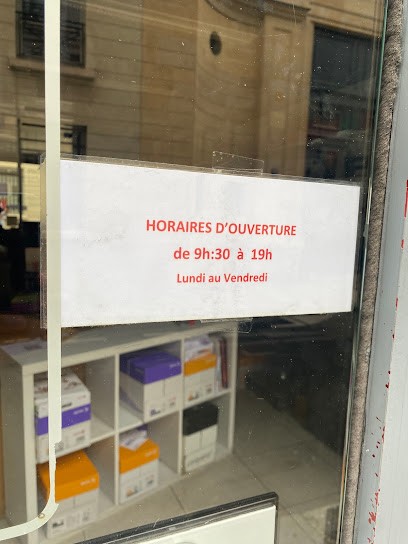 HORAIRES D'OUVERTURE
de 9h:30 à 19h
Lundi au Vendredi